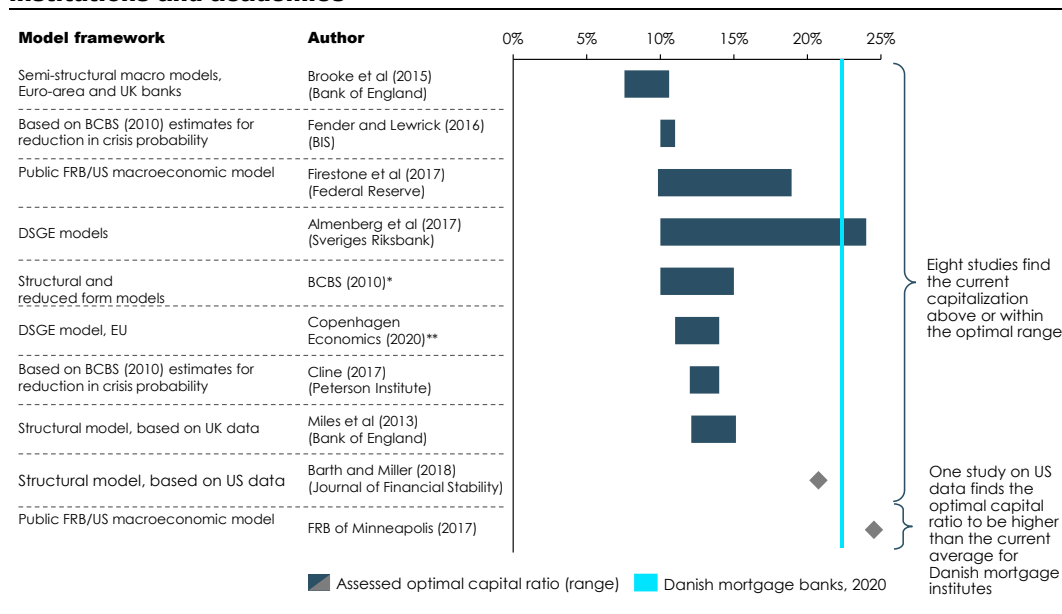 Model framework Author 0% 5% 10% 15% 20% 25%
Semi-structural macro models,
Euro-area and UK banks
Brooke et al (2015)
(Bank of England)
Based on BCBS (2010) estimates for
reduction in crisis probability
Fender and Lewrick (2016)
(BIS)
Public FRB/US macroeconomic model
Firestone et al (2017)
(Federal Reserve)
DSGE models
Almenberg et al (2017)
(Sveriges Riksbank)
Structural and
reduced form models
BCBS (2010)*
DSGE model, EU
Copenhagen
Economics (2020)**
Based on BCBS (2010) estimates for
reduction in crisis probability
Cline (2017)
(Peterson Institute)
Structural model, based on UK data
Miles et al (2013)
(Bank of England)
Structural model, based on US data
Barth and Miller (2018)
(Journal of Financial Stability)
Public FRB/US macroeconomic model
FRB of Minneapolis (2017)
Eight studies find
the current
capitalization
above or within
the optimal range
One study on US
data finds the
optimal capital
ratio to be higher
than the current
average for
Danish mortgage
institutes
Assessed optimal capital ratio (range) Danish mortgage banks, 2020